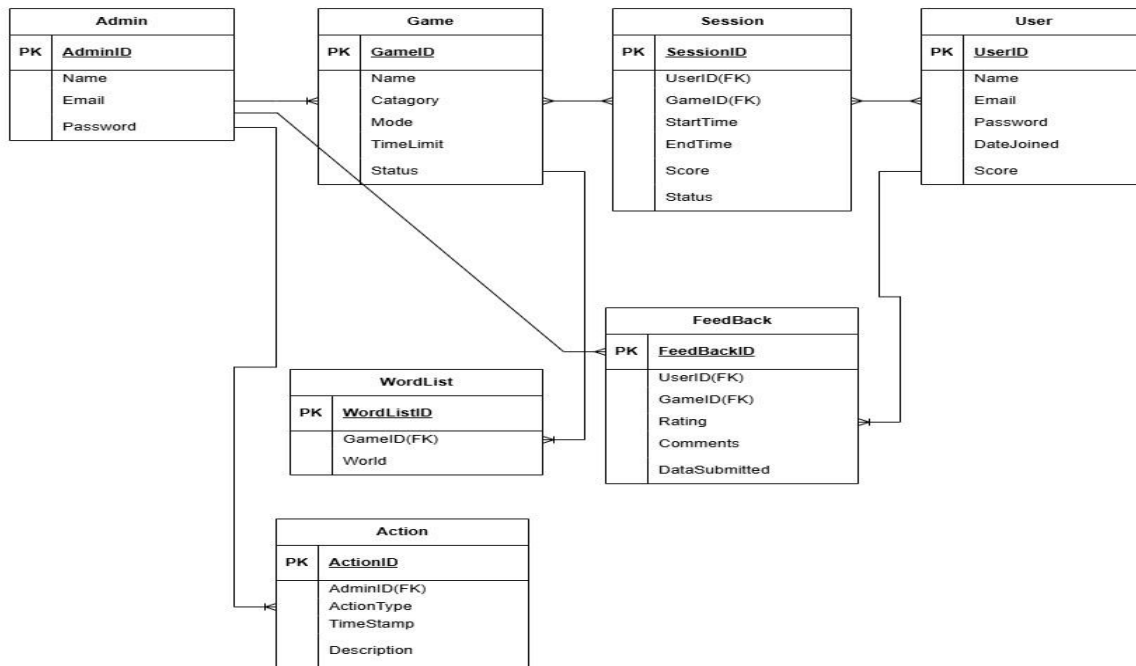 Admin
PK AdminID
Name
Email
Password
Game
PK GameID
Name
Catagory
Mode
TimeLimit
Status
Session
PK SessionID
UserID(FK)
GameID(FK)
StartTime
EndTime
Score
Status
User
PK UserID
Name
Email
Password
DateJoined
Score
FeedBack
PK FeedBackID
UserID(FK)
GameID(FK)
Rating
Comments
DataSubmitted
WordList
PK WordListID
GameID(FK)
World
Action
PK ActionID
AdminID(FK)
ActionType
TimeStamp
Description